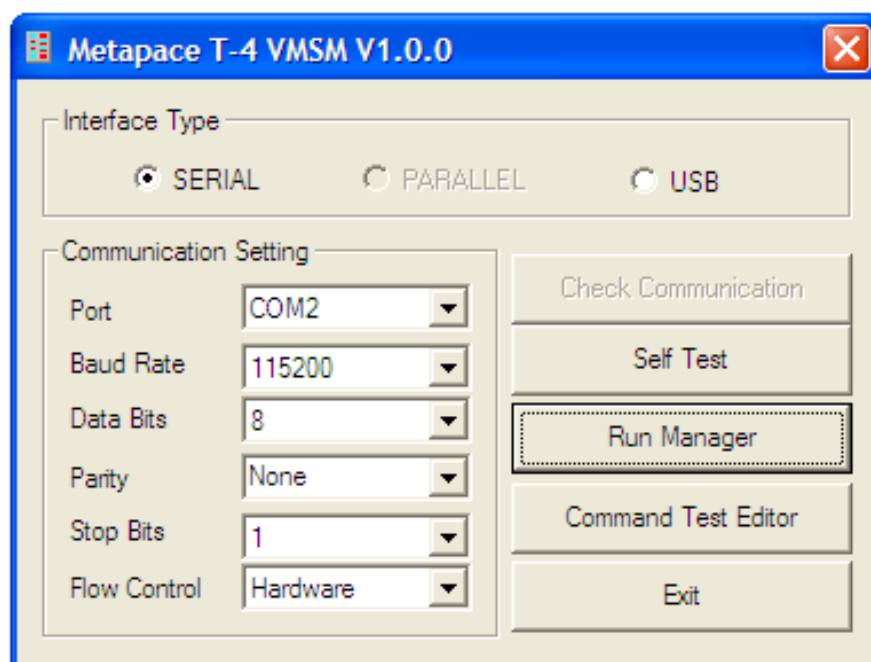 Metapace T-4 VMSM V1.0.0
Interface Type
SERIAL PARALLEL USB
Communication Setting
Port COM2
Baud Rate 115200
Data Bits 8
Parity None
Stop Bits 1
Flow Control Hardware
Check Communication
Self Test
Run Manager
Command Test Editor
Exit